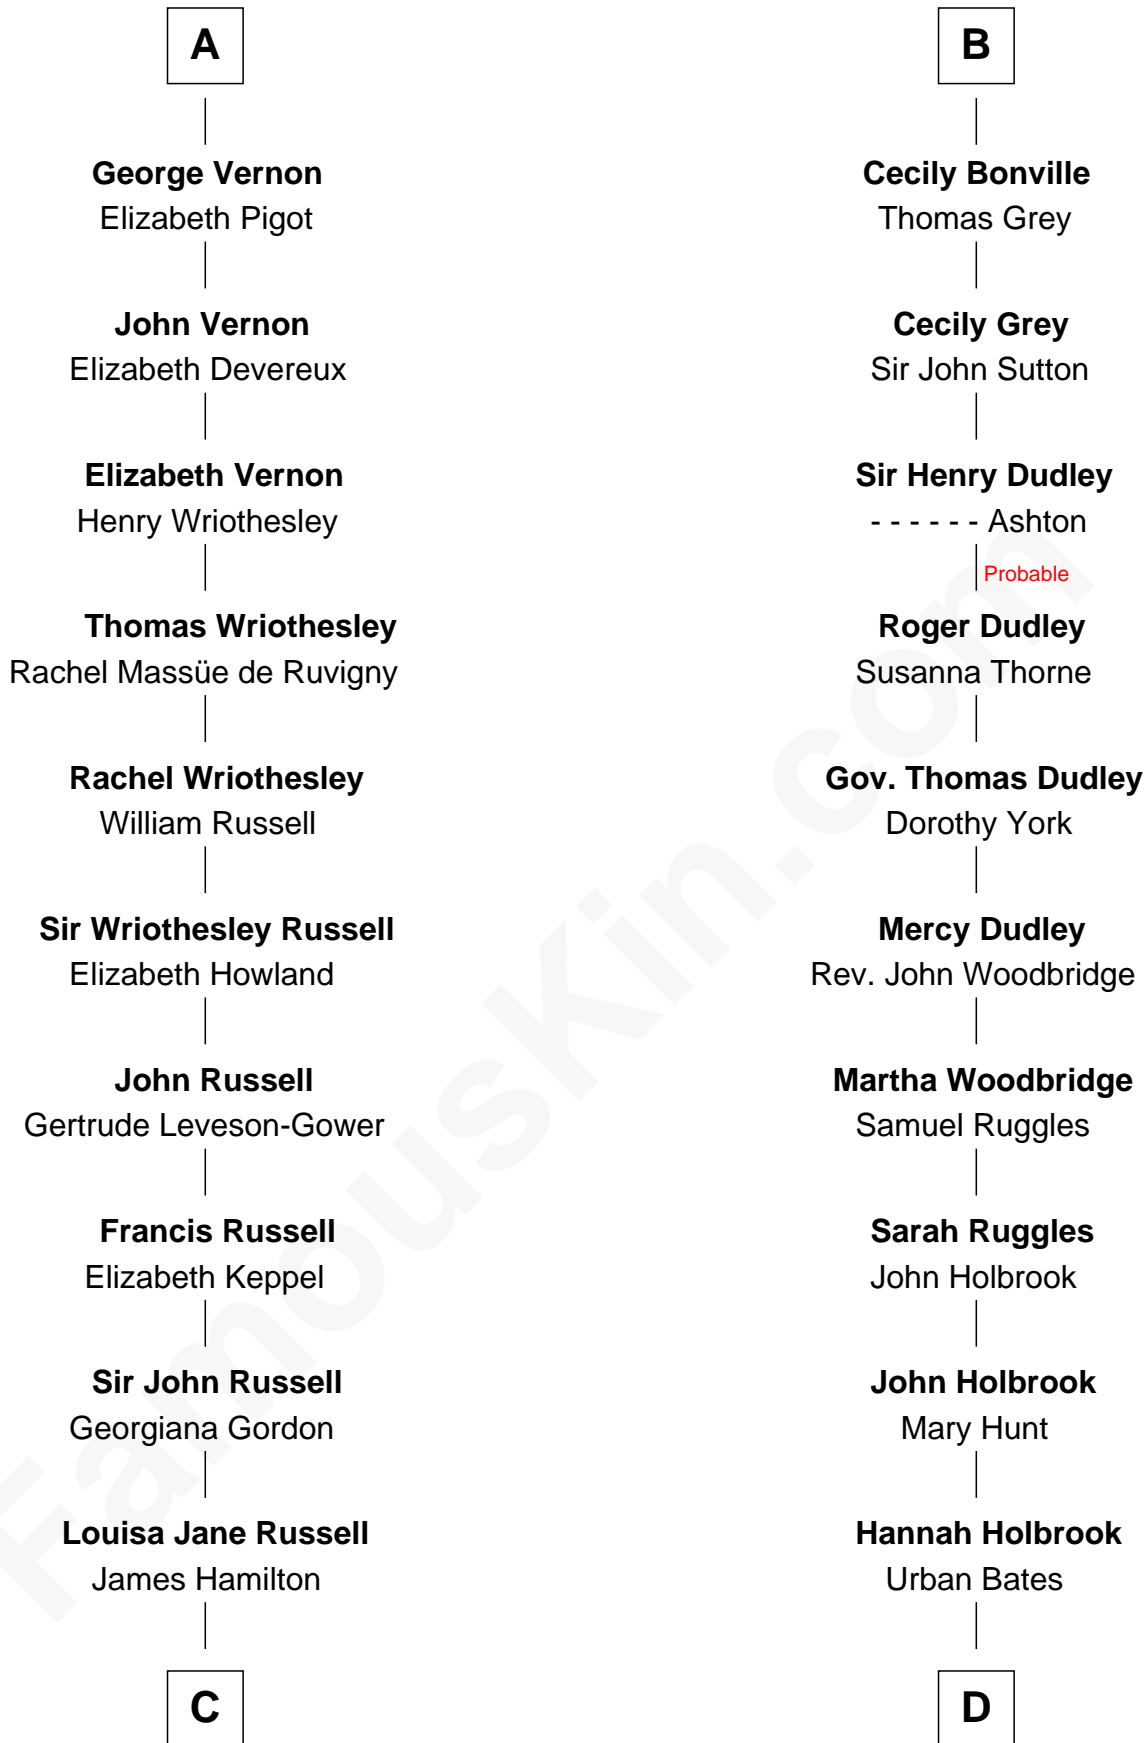 A
George Vernon
Elizabeth Pigot
John Vernon
Elizabeth Devereux
Elizabeth Vernon
Henry Wriothesley
Thomas Wriothesley
Rachel Massüe de Ruvigny
Rachel Wriothesley
William Russell
Sir Wriothesley Russell
Elizabeth Howland
John Russell
Gertrude Leveson-Gower
Francis Russell
Elizabeth Keppel
Sir John Russell
Georgiana Gordon
Louisa Jane Russell
James Hamilton
C
B
Cecily Bonville
Thomas Grey
Cecily Grey
Sir John Sutton
Sir Henry Dudley
- - - - - - Ashton
Probable
Roger Dudley
Susanna Thorne
Gov. Thomas Dudley
Dorothy York
Mercy Dudley
Rev. John Woodbridge
Martha Woodbridge
Samuel Ruggles
Sarah Ruggles
John Holbrook
John Holbrook
Mary Hunt
Hannah Holbrook
Urban Bates
D
FamousKin.com